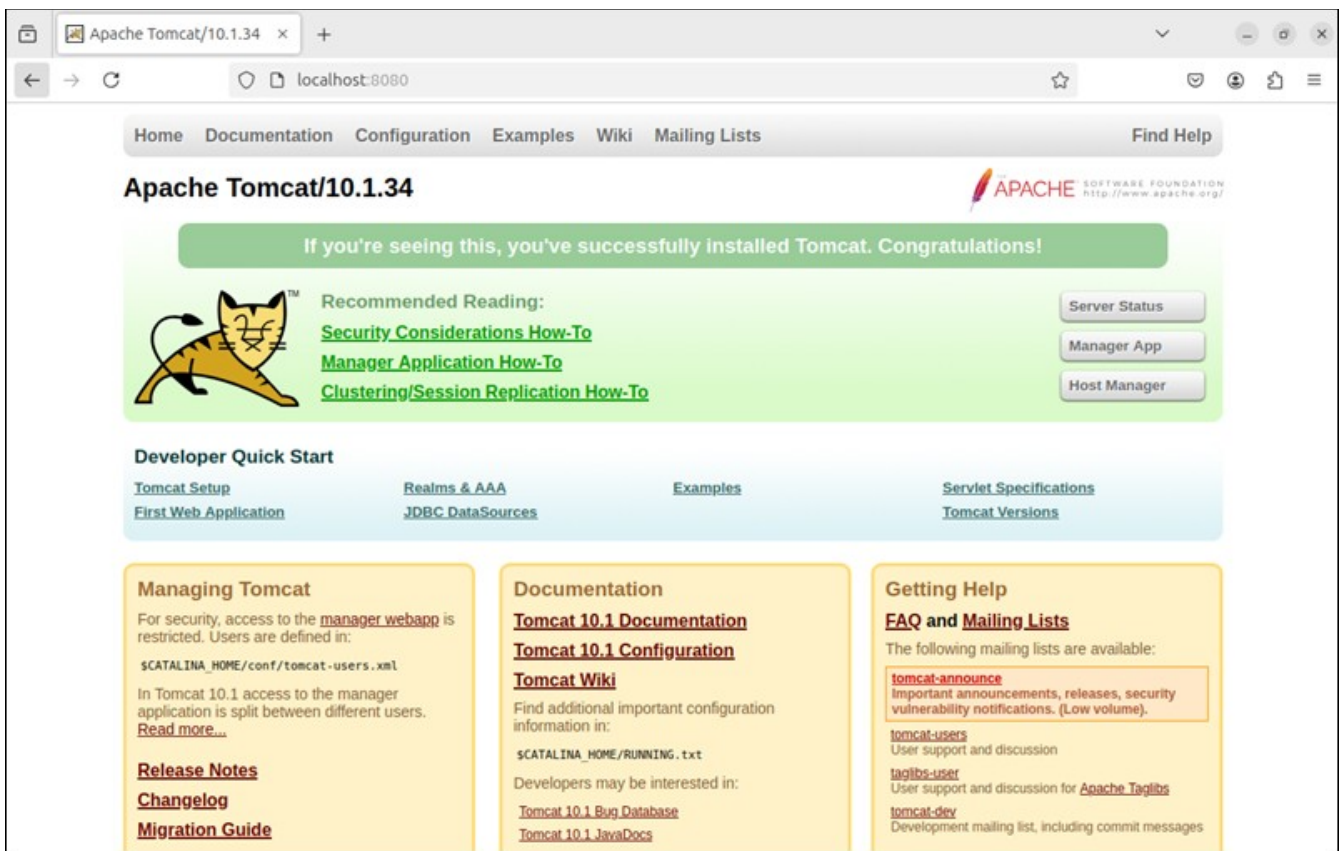 Apache Tomcat/10.1.34
localhost:8080
Home Documentation Configuration Examples Wiki Mailing Lists Find Help
Apache Tomcat/10.1.34
THE APACHE SOFTWARE FOUNDATION
http://www.apache.org/
If you're seeing this, you've successfully installed Tomcat. Congratulations!
TM
Recommended Reading:
Security Considerations How-To
Manager Application How-To
Clustering/Session Replication How-To
Server Status
Manager App
Host Manager
Developer Quick Start
Tomcat Setup
First Web Application
Realms & AAA
JDBC DataSources
Examples
Servlet Specifications
Tomcat Versions
Managing Tomcat
For security, access to the manager webapp is
restricted. Users are defined in:
$CATALINA_HOME/conf/tomcat-users.xml
In Tomcat 10.1 access to the manager
application is split between different users.
Read more...
Release Notes
Changelog
Migration Guide
Documentation
Tomcat 10.1 Documentation
Tomcat 10.1 Configuration
Tomcat Wiki
Find additional important configuration
information in:
$CATALINA_HOME/RUNNING.txt
Developers may be interested in:
Tomcat 10.1 Bug Database
Tomcat 10.1 JavaDocs
Getting Help
FAQ and Mailing Lists
The following mailing lists are available:
tomcat-announce
Important announcements, releases, security
vulnerability notifications. (Low volume).
tomcat-users
User support and discussion
taglibs-user
User support and discussion for Apache Taglibs
tomcat-dev
Development mailing list, including commit messages